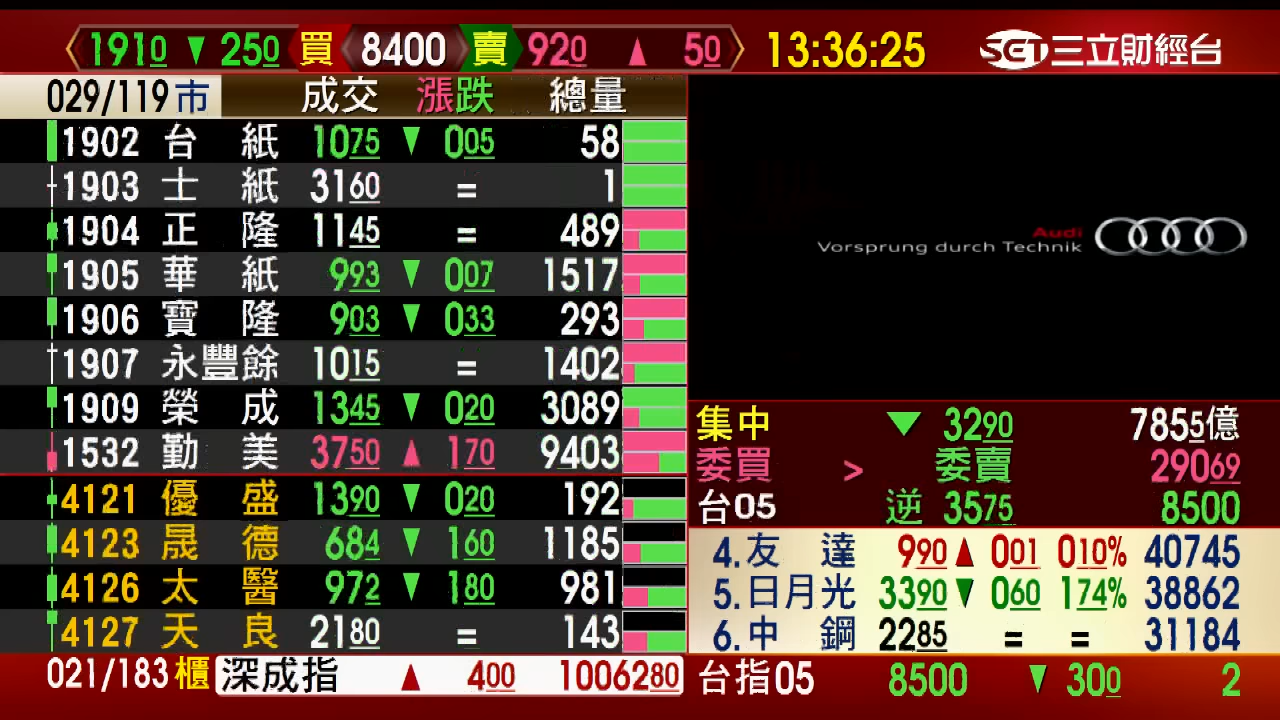 1910 ▼ 250 買 8400 賣 920 ▲ 50 13:36:25 SET三立財經台
029/119市 成交 漲跌 總量
1902 台紙 1075 ▼ 005 58
1903 士紙 3160 = 1
1904 正隆 1145 = 489
1905 華紙 993 ▼ 007 1517
1906 寶隆 903 ▼ 033 293
1907 永豐餘 1015 = 1402
1909 榮成 1345 ▼ 020 3089
1532 勤美 3750 ▲ 170 9403
4121 優盛 1390 ▼ 020 192
4123 晟德 684 ▼ 160 1185
4126 太醫 972 ▼ 180 981
4127 天良 2180 = 143
021/183櫃 深成指 ▲ 400 1006280
Audi
Vorsprung durch Technik
集中 ▼ 3290 7855億
委買 > 委賣 29069
台05 逆 3575 8500
4.友達 990 ▲ 001 010% 40745
5.日月光 3390 ▼ 060 174% 38862
6.中鋼 2285 = = 31184
台指05 8500 ▼ 300 2